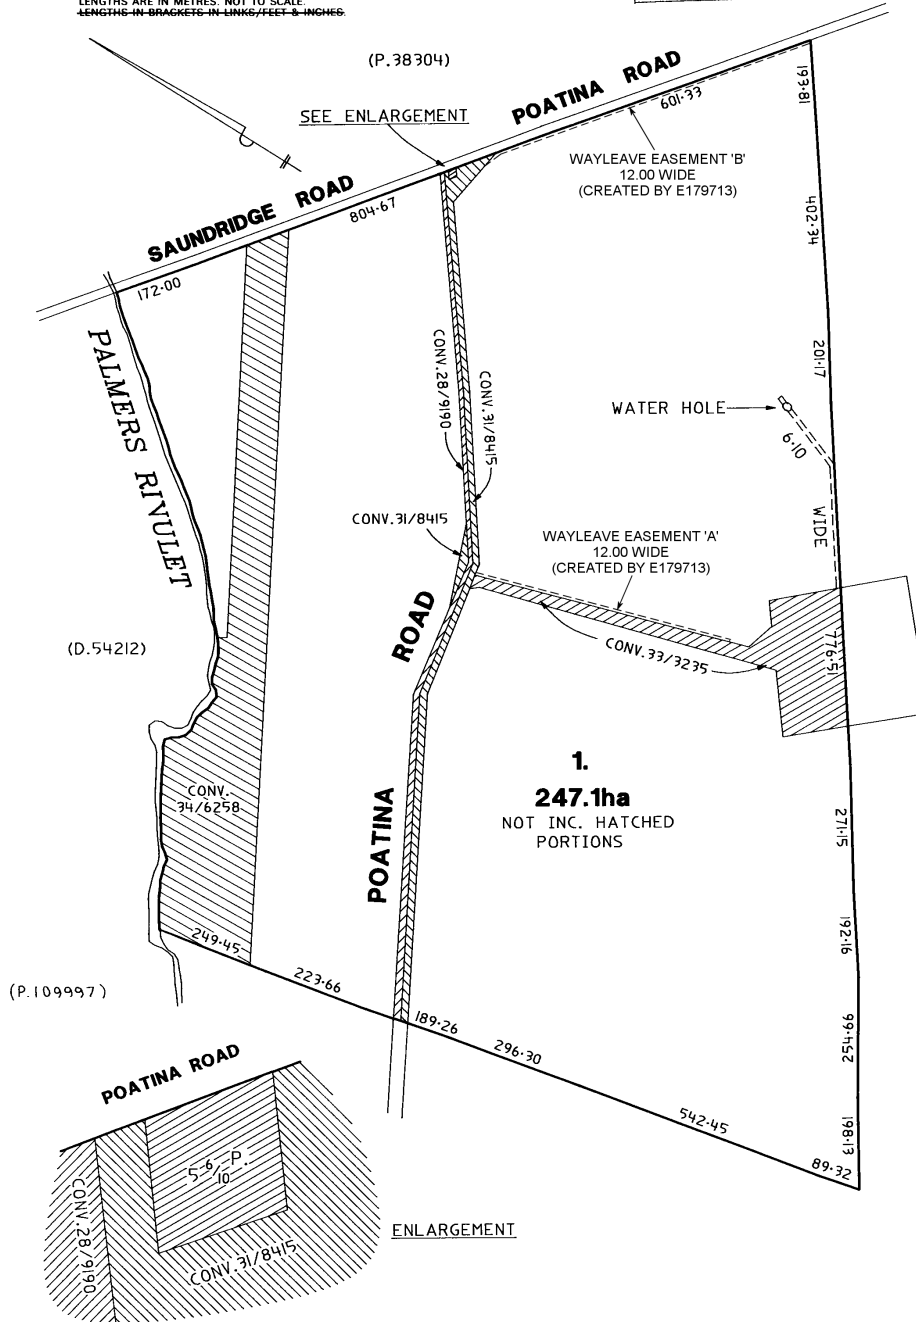 LENGTHS ARE IN METRES. NOT TO SCALE.
LENGTHS IN BRACKETS IN LINKS/FEET & INCHES.
(P.38304)
SEE ENLARGEMENT
POATINA ROAD
601·33
193·81
WAYLEAVE EASEMENT 'B'
12.00 WIDE
(CREATED BY E179713)
SAUNDRIDGE ROAD
804·67
172·00
402·34
PALMERS RIVULET
CONV.28/9190
CONV.31/8415
201·17
WATER HOLE
6·10
WIDE
CONV.31/8415
WAYLEAVE EASEMENT 'A'
12.00 WIDE
(CREATED BY E179713)
ROAD
(D.54212)
CONV.33/3235
776·51
1.
247.1ha
NOT INC. HATCHED
PORTIONS
CONV.
34/6258
POATINA
271·15
249·45
192·16
(P.109997)
223·66
189·26
296·30
542·45
198·13
89·32
POATINA ROAD
5 6/10 P.
CONV.28/9190
CONV.31/8415
ENLARGEMENT